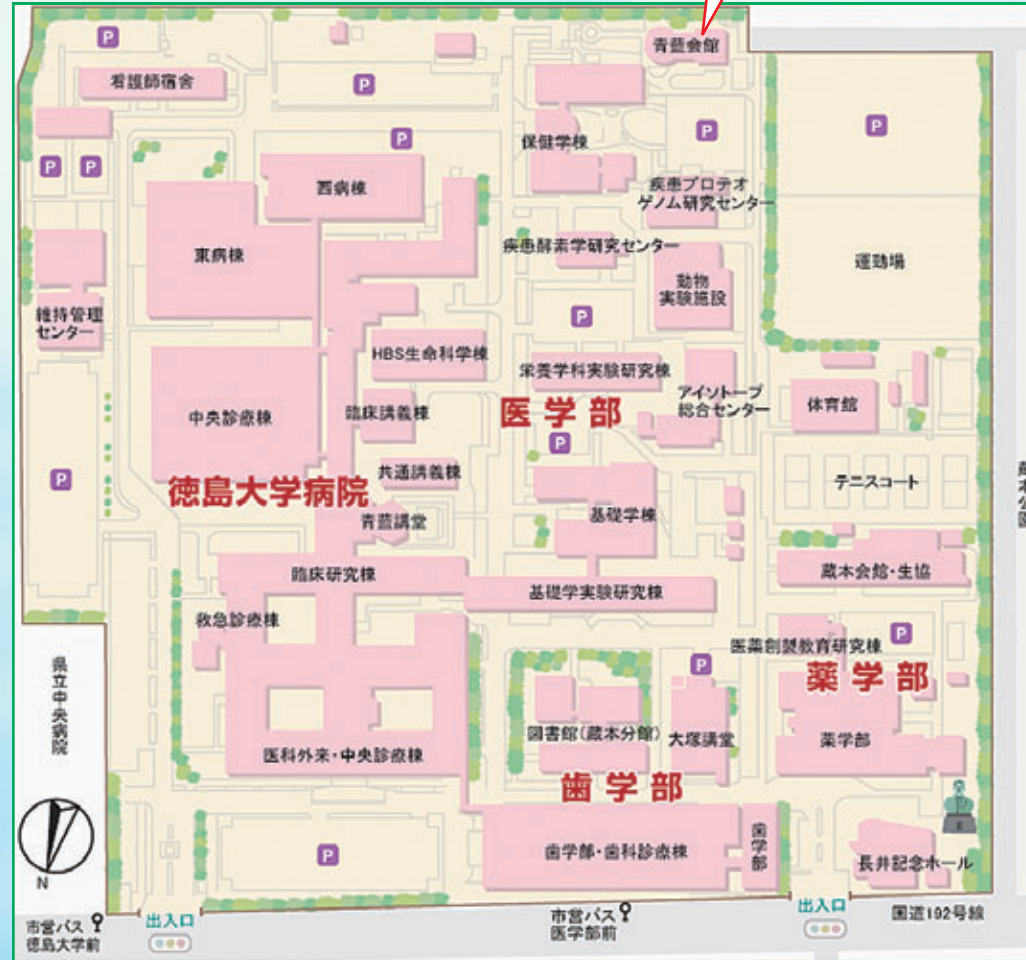 青藍会館
P
看護師宿舎
P
P
P
保健学棟
P
P
P
西病棟
疾患プロテオ
ゲノム研究センター
疾患酵素学研究センター
東病棟
動物
実験施設
運動場
維持管理
センター
P
HBS生命科学棟
栄養学科実験研究棟
アイソトープ
総合センター
体育館
中央診療棟
臨床講義棟
医学部
P
共通講義棟
P
徳島大学病院
テニスコート
蔵本公園
青藍講堂
基礎学棟
臨床研究棟
蔵本会館・生協
基礎学実験研究棟
救急診療棟
医薬創製教育研究棟
P
P
薬学部
県立中央病院
図書館(蔵本分館)
大塚講堂
薬学部
医科外来・中央診療棟
歯学部
N
P
歯学部・歯科診療棟
歯学部
長井記念ホール
市営バス
徳島大学前
出入口
市営バス
医学部前
出入口
国道192号線